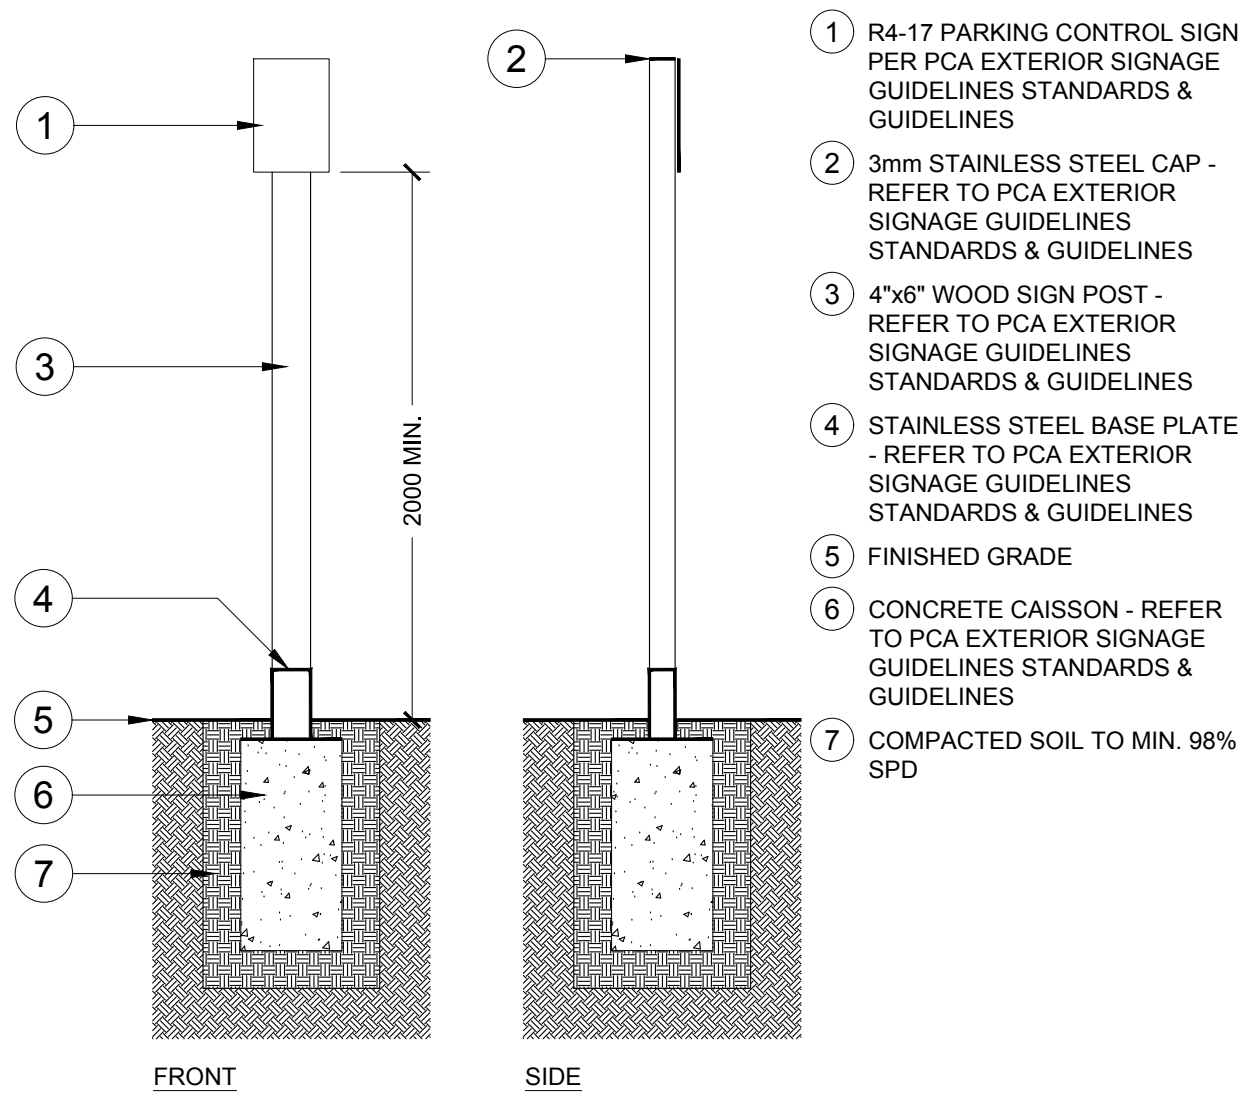 1
2
3
4
5
6
7
2000 MIN.
FRONT
SIDE
1 R4-17 PARKING CONTROL SIGN
PER PCA EXTERIOR SIGNAGE
GUIDELINES STANDARDS &
GUIDELINES
2 3mm STAINLESS STEEL CAP -
REFER TO PCA EXTERIOR
SIGNAGE GUIDELINES
STANDARDS & GUIDELINES
3 4"x6" WOOD SIGN POST -
REFER TO PCA EXTERIOR
SIGNAGE GUIDELINES
STANDARDS & GUIDELINES
4 STAINLESS STEEL BASE PLATE
- REFER TO PCA EXTERIOR
SIGNAGE GUIDELINES
STANDARDS & GUIDELINES
5 FINISHED GRADE
6 CONCRETE CAISSON - REFER
TO PCA EXTERIOR SIGNAGE
GUIDELINES STANDARDS &
GUIDELINES
7 COMPACTED SOIL TO MIN. 98%
SPD